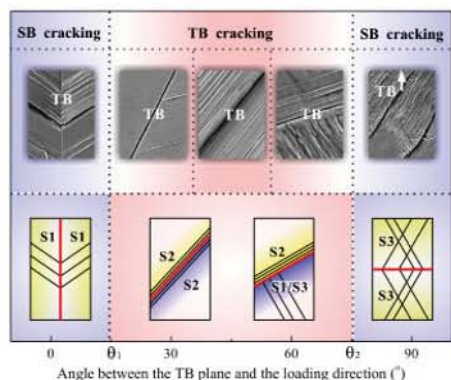 SB cracking TB cracking SB cracking
TB TB TB TB TB
S1 S1 S2 S2 S2 S1/S3 S3 S3
0 θ1 30 60 θ2 90
Angle between the TB plane and the loading direction (°)